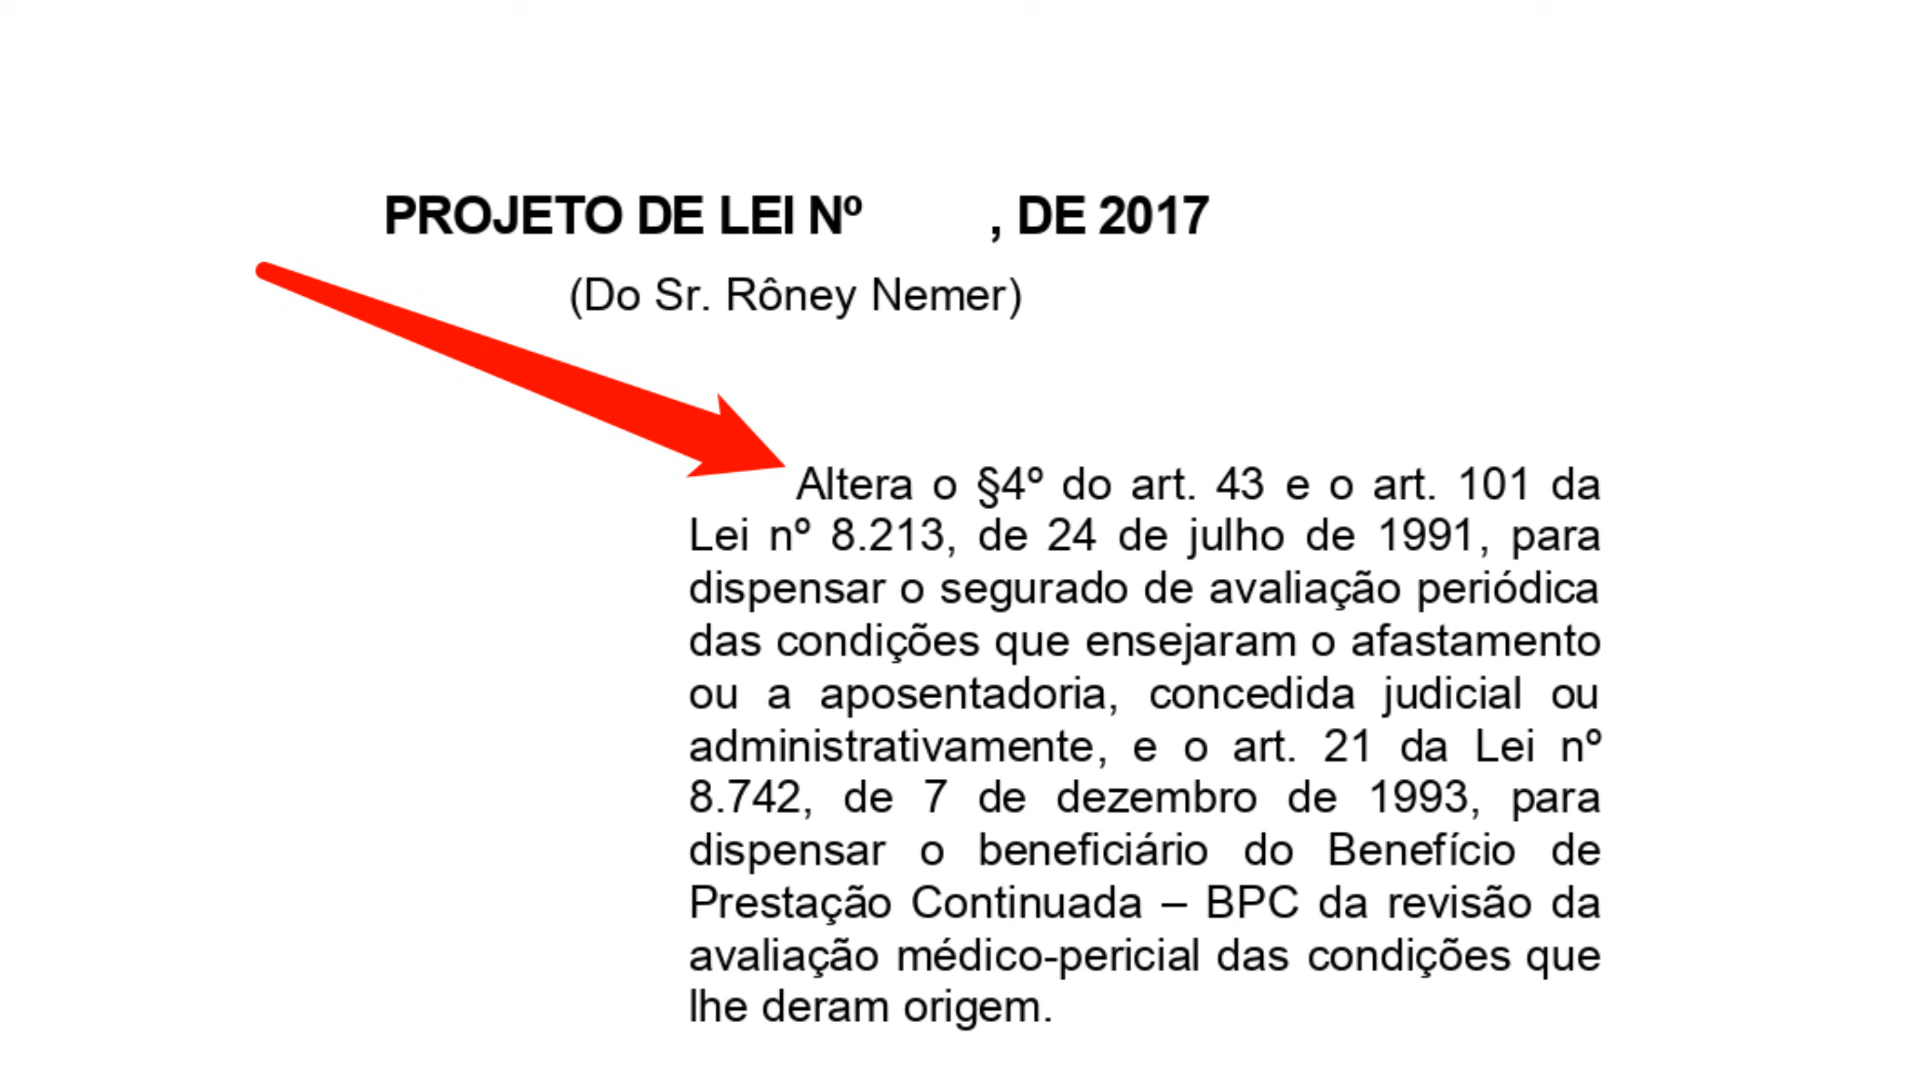 PROJETO DE LEI Nº , DE 2017
(Do Sr. Rôney Nemer)
Altera o §4º do art. 43 e o art. 101 da
Lei nº 8.213, de 24 de julho de 1991, para
dispensar o segurado de avaliação periódica
das condições que ensejaram o afastamento
ou a aposentadoria, concedida judicial ou
administrativamente, e o art. 21 da Lei nº
8.742, de 7 de dezembro de 1993, para
dispensar o beneficiário do Benefício de
Prestação Continuada – BPC da revisão da
avaliação médico-pericial das condições que
lhe deram origem.